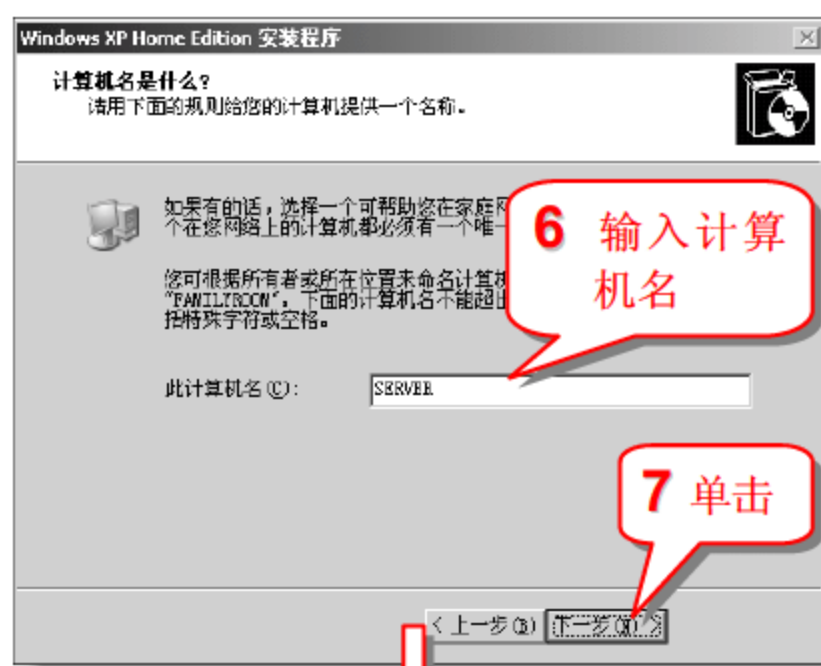 Windows XP Home Edition 安装程序
计算机名是什么?
请用下面的规则给您的计算机提供一个名称。
如果有的话,选择一个可帮助您在家庭网
个在您网络上的计算机都必须有一个唯一
您可根据所有者或所在位置来命名计算机
“FAMILYROOM”。下面的计算机名不能超出
括特殊字符或空格。
6 输入计算
机名
此计算机名(C):
SERVER
7 单击
< 上一步(B)
下一步(N) >